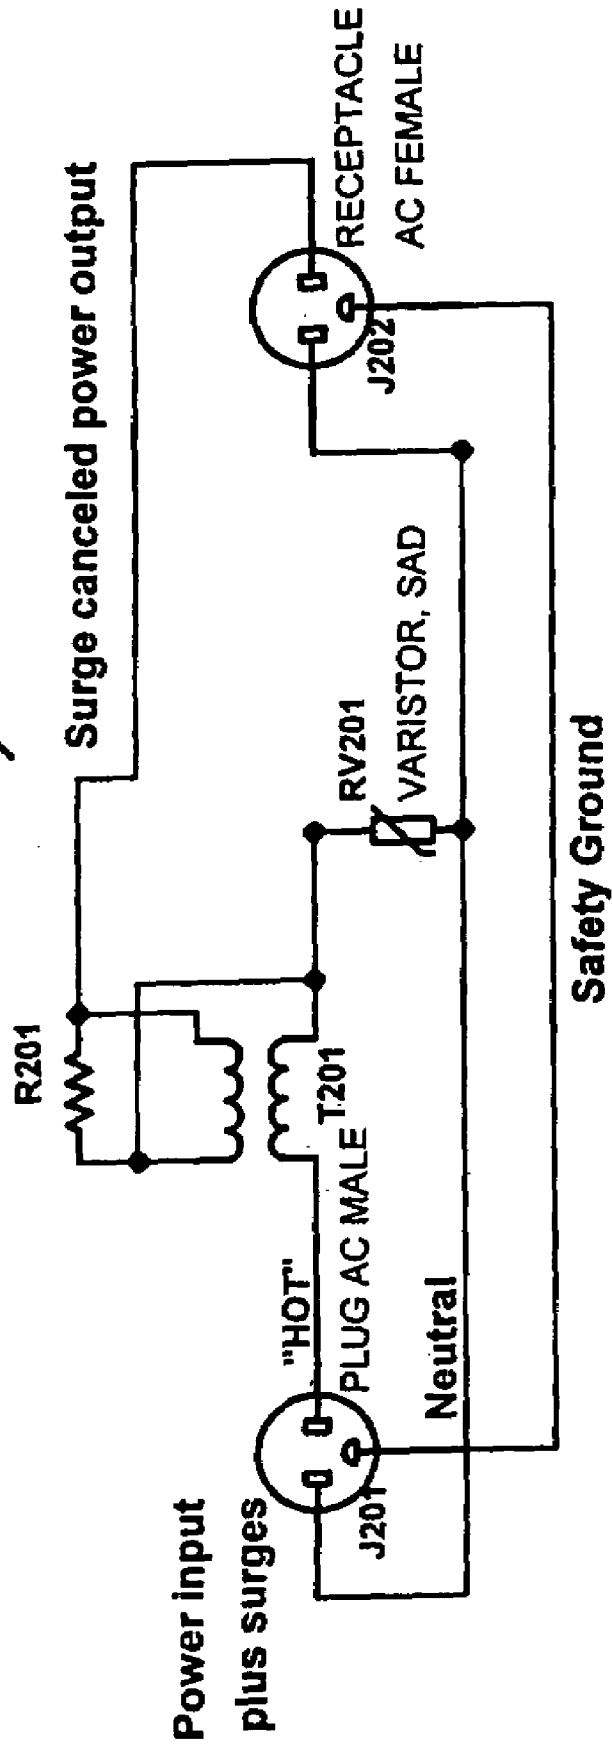 Power input
plus surges
J201
"HOT"
PLUG AC MALE
Neutral
R201
T201
RV201
VARISTOR, SAD
Surge canceled power output
J202
RECEPTACLE
AC FEMALE
Safety Ground